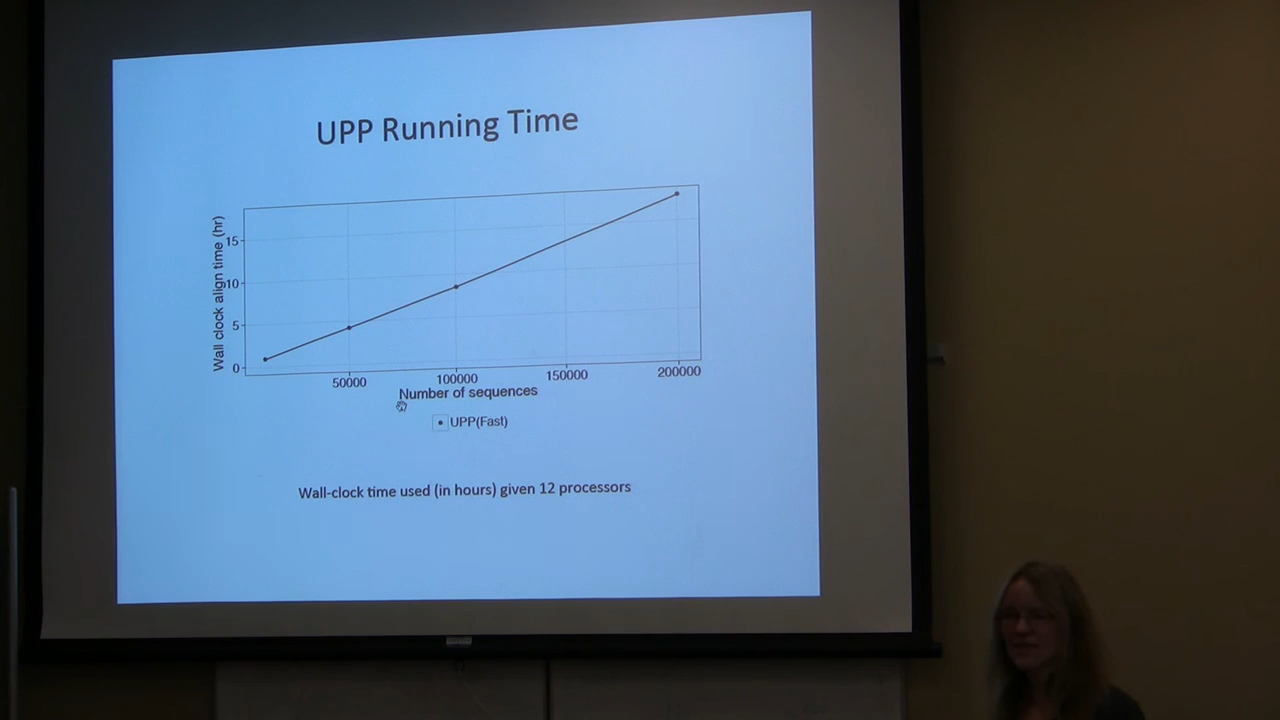 UPP Running Time
Wall clock align time (hr)
15
10
5
0
50000
100000
150000
200000
Number of sequences
UPP(Fast)
Wall-clock time used (in hours) given 12 processors